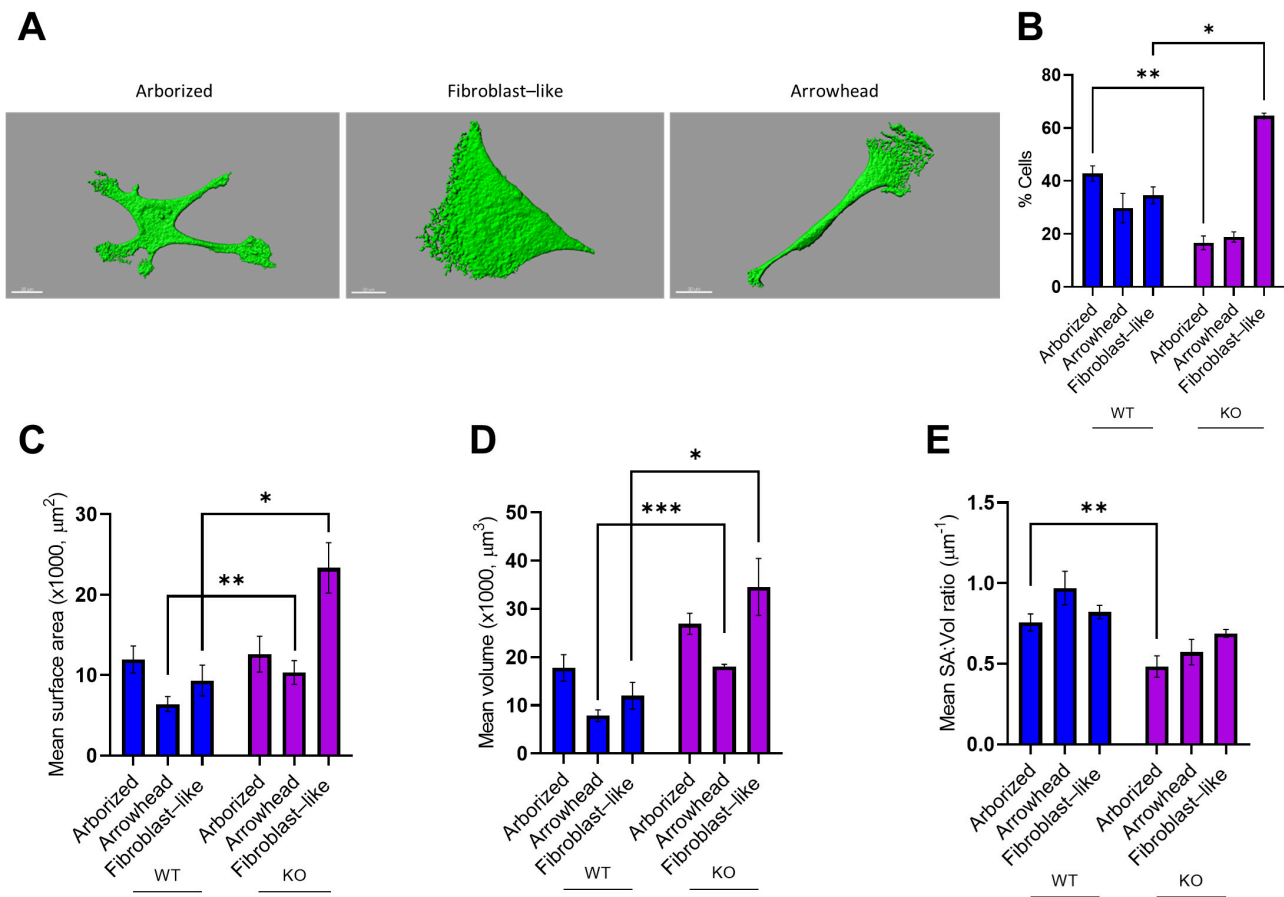 A
Arborized
Fibroblast–like
Arrowhead
B
% Cells
80
60
40
20
0
**
*
Arborized
Arrowhead
Fibroblast–like
Arborized
Arrowhead
Fibroblast–like
WT
KO
C
Mean surface area (x1000, μm²)
30
20
10
0
**
*
Arborized
Arrowhead
Fibroblast–like
Arborized
Arrowhead
Fibroblast–like
WT
KO
D
Mean volume (x1000, μm³)
50
40
30
20
10
0
***
*
Arborized
Arrowhead
Fibroblast–like
Arborized
Arrowhead
Fibroblast–like
WT
KO
E
Mean SA:Vol ratio (μm⁻¹)
1.5
1.0
0.5
0.0
**
Arborized
Arrowhead
Fibroblast–like
Arborized
Arrowhead
Fibroblast–like
WT
KO